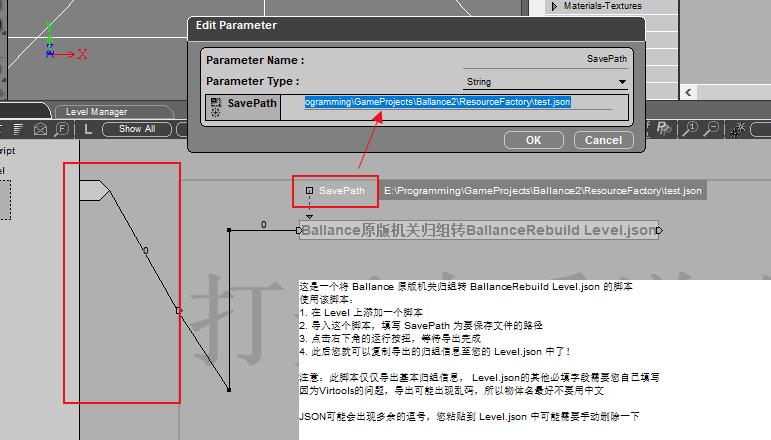 Materials-Textures
Edit Parameter
Y
X
Parameter Name :
SavePath
Parameter Type :
String
SavePath
ogramming\GameProjects\Ballance2\ResourceFactory\test.json
OK
Cancel
Level Manager
L
Show All
ript
el
SavePath
E:\Programming\GameProjects\Ballance2\ResourceFactory\test.json
0
0
Ballance原版机关归组转BallanceRebuild Level.json
打
这是一个将 Ballance 原版机关归组转 BallanceRebuild Level.json 的脚本
使用该脚本:
1. 在 Level 上添加一个脚本
2. 导入这个脚本，填写 SavePath 为要保存文件的路径
3. 点击右下角的运行按扭，等待导出完成
4. 此后您就可以复制导出的归组信息至您的 Level.json 中了！
注意：此脚本仅仅导出基本归组信息， Level.json的其他必填字段需要您自己填写
因为Virtools的问题，导出可能出现乱码，所以物体名最好不要用中文
JSON可能会出现多余的逗号，您粘贴到 Level.json 中可能需要手动删除一下